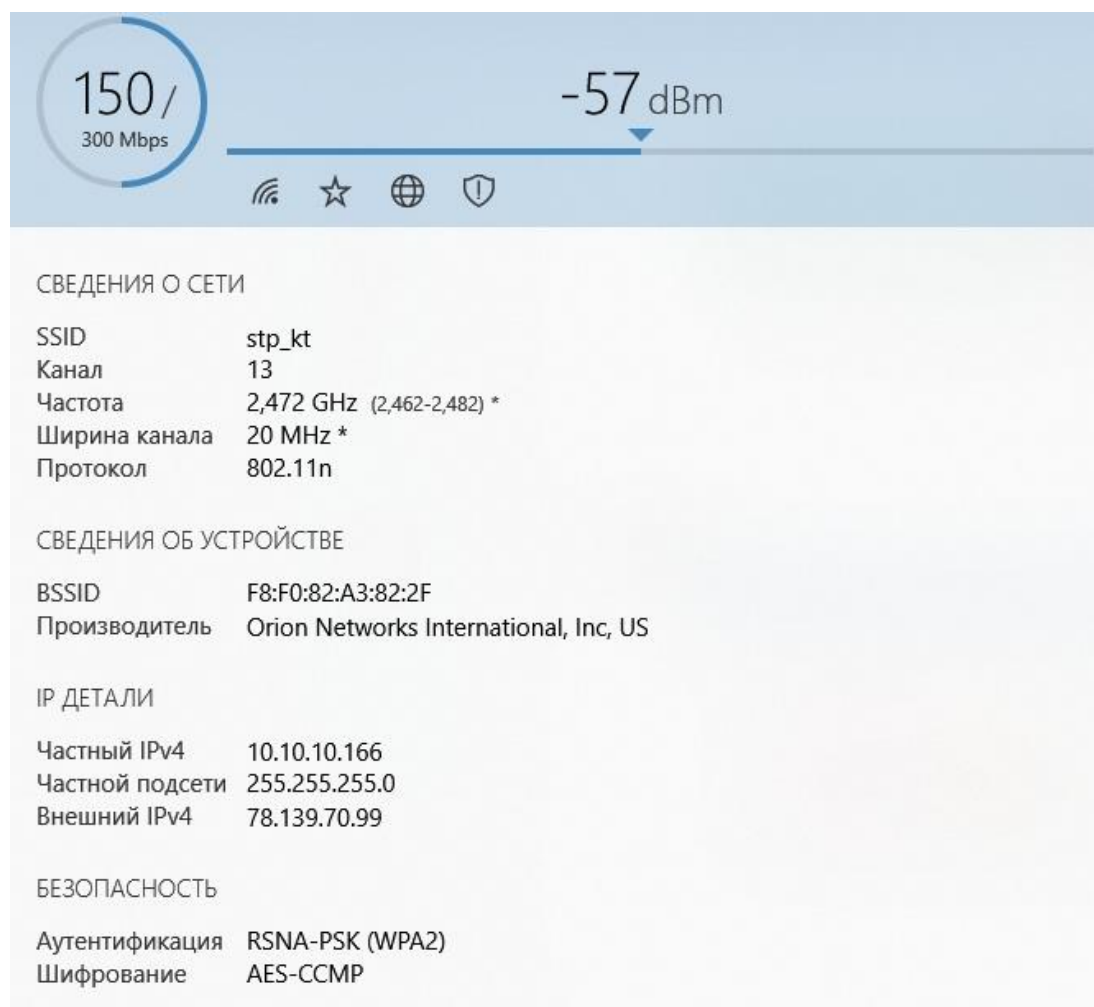 150/
300 Mbps
-57 dBm
СВЕДЕНИЯ О СЕТИ
SSID stp_kt
Канал 13
Частота 2,472 GHz (2,462-2,482) *
Ширина канала 20 MHz *
Протокол 802.11n
СВЕДЕНИЯ ОБ УСТРОЙСТВЕ
BSSID F8:F0:82:A3:82:2F
Производитель Orion Networks International, Inc, US
IP ДЕТАЛИ
Частный IPv4 10.10.10.166
Частной подсети 255.255.255.0
Внешний IPv4 78.139.70.99
БЕЗОПАСНОСТЬ
Аутентификация RSNA-PSK (WPA2)
Шифрование AES-CCMP